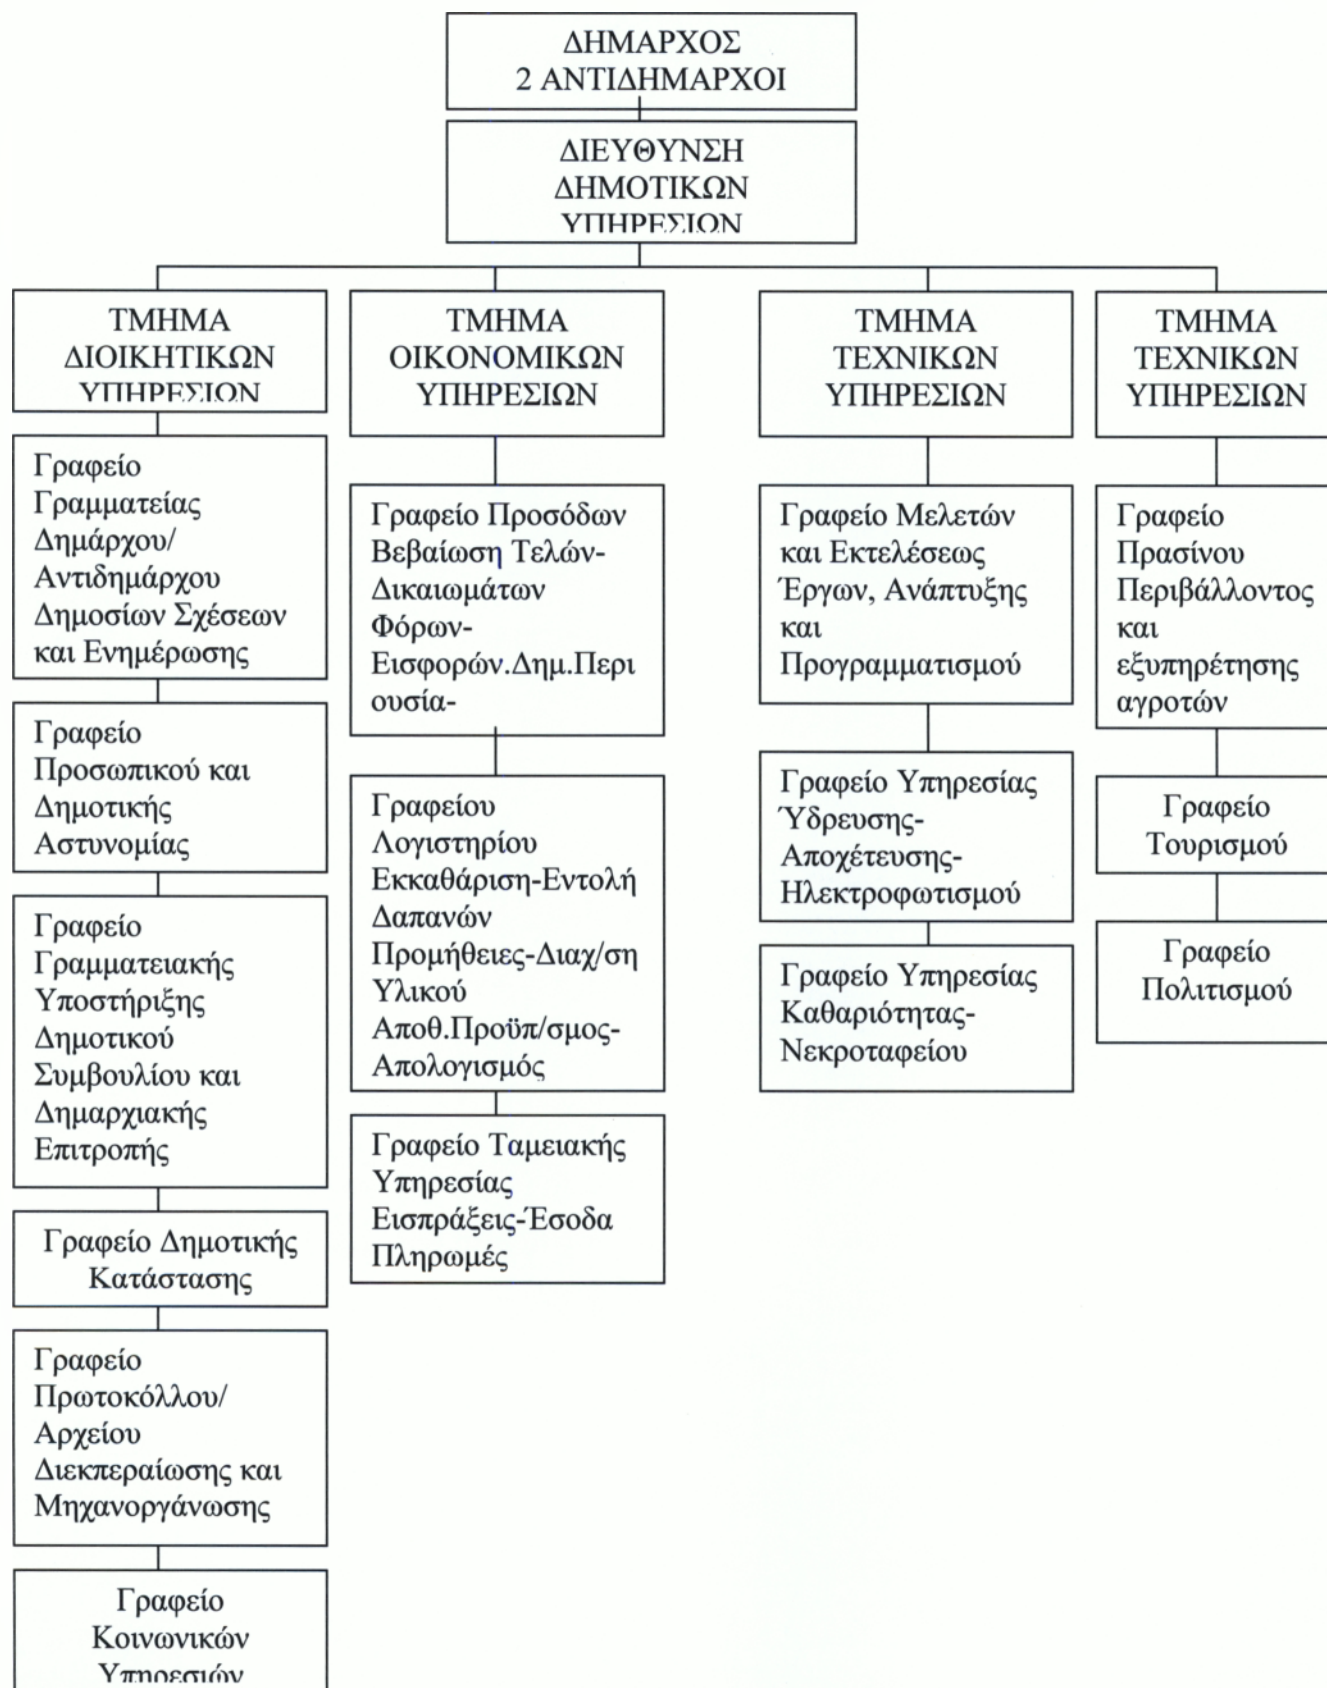 ΔΗΜΑΡΧΟΣ
2 ΑΝΤΙΔΗΜΑΡΧΟΙ
ΔΙΕΥΘΥΝΣΗ
ΔΗΜΟΤΙΚΩΝ
ΥΠΗΡΕΣΙΩΝ
ΤΜΗΜΑ
ΔΙΟΙΚΗΤΙΚΩΝ
ΥΠΗΡΕΣΙΩΝ
Γραφείο
Γραμματείας
Δημάρχου/
Αντιδημάρχου
Δημοσίων Σχέσεων
και Ενημέρωσης
Γραφείο
Προσωπικού και
Δημοτικής
Αστυνομίας
Γραφείο
Γραμματειακής
Υποστήριξης
Δημοτικού
Συμβουλίου και
Δημαρχιακής
Επιτροπής
Γραφείο Δημοτικής
Κατάστασης
Γραφείο
Πρωτοκόλλου/
Αρχείου
Διεκπεραίωσης και
Μηχανοργάνωσης
Γραφείο
Κοινωνικών
Υπηρεσιών
ΤΜΗΜΑ
ΟΙΚΟΝΟΜΙΚΩΝ
ΥΠΗΡΕΣΙΩΝ
Γραφείο Προσόδων
Βεβαίωση Τελών-
Δικαιωμάτων
Φόρων-
Εισφορών.Δημ.Περι
ουσία-
Γραφείου
Λογιστηρίου
Εκκαθάριση-Εντολή
Δαπανών
Προμήθειες-Διαχ/ση
Υλικού
Αποθ.Προϋπ/σμος-
Απολογισμός
Γραφείο Ταμειακής
Υπηρεσίας
Εισπράξεις-Έσοδα
Πληρωμές
ΤΜΗΜΑ
ΤΕΧΝΙΚΩΝ
ΥΠΗΡΕΣΙΩΝ
Γραφείο Μελετών
και Εκτελέσεως
Έργων, Ανάπτυξης
και
Προγραμματισμού
Γραφείο Υπηρεσίας
Ύδρευσης-
Αποχέτευσης-
Ηλεκτροφωτισμού
Γραφείο Υπηρεσίας
Καθαριότητας-
Νεκροταφείου
ΤΜΗΜΑ
ΤΕΧΝΙΚΩΝ
ΥΠΗΡΕΣΙΩΝ
Γραφείο
Πρασίνου
Περιβάλλοντος
και
εξυπηρέτησης
αγροτών
Γραφείο
Τουρισμού
Γραφείο
Πολιτισμού